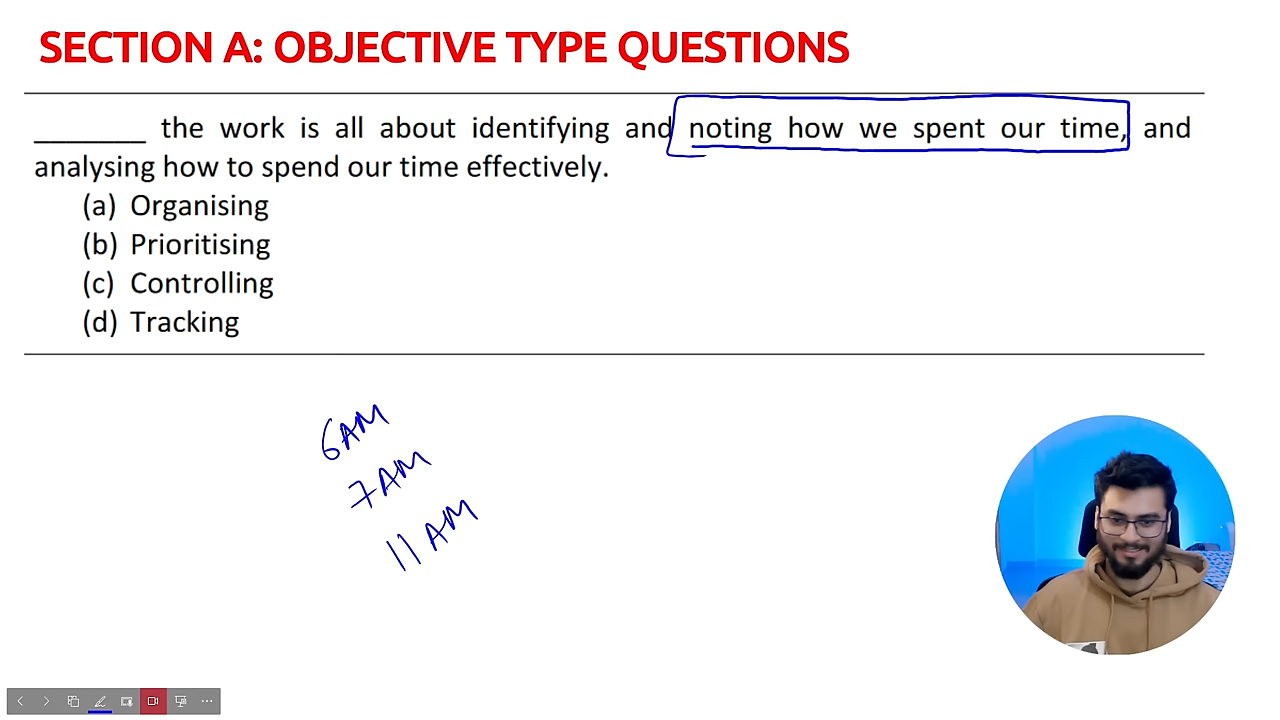 SECTION A: OBJECTIVE TYPE QUESTIONS
_______ the work is all about identifying and noting how we spent our time, and
analysing how to spend our time effectively.
(a) Organising
(b) Prioritising
(c) Controlling
(d) Tracking
6AM
7AM
11AM